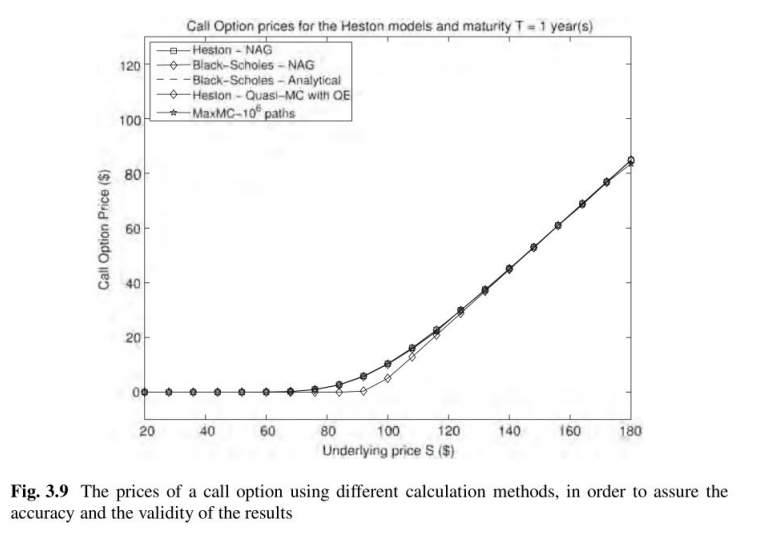 Call Option prices for the Heston models and maturity T = 1 year(s)
Heston - NAG
Black-Scholes - NAG
Black-Scholes - Analytical
Heston - Quasi-MC with QE
MaxMC-10^6 paths
120
100
80
60
40
20
0
Call Option Price ($)
20 40 60 80 100 120 140 160 180
Underlying price S ($)
Fig. 3.9 The prices of a call option using different calculation methods, in order to assure the
accuracy and the validity of the results